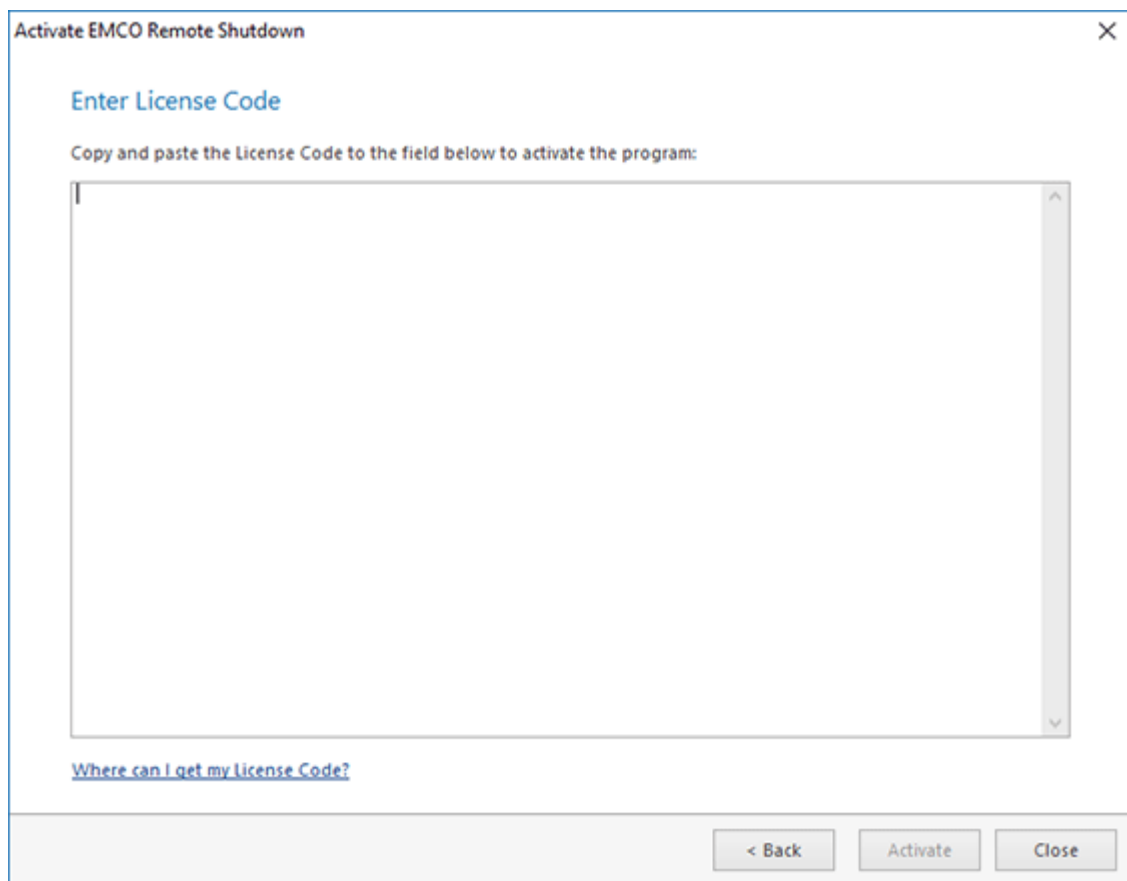 Activate EMCO Remote Shutdown
Enter License Code
Copy and paste the License Code to the field below to activate the program:
Where can I get my License Code?
< Back
Activate
Close